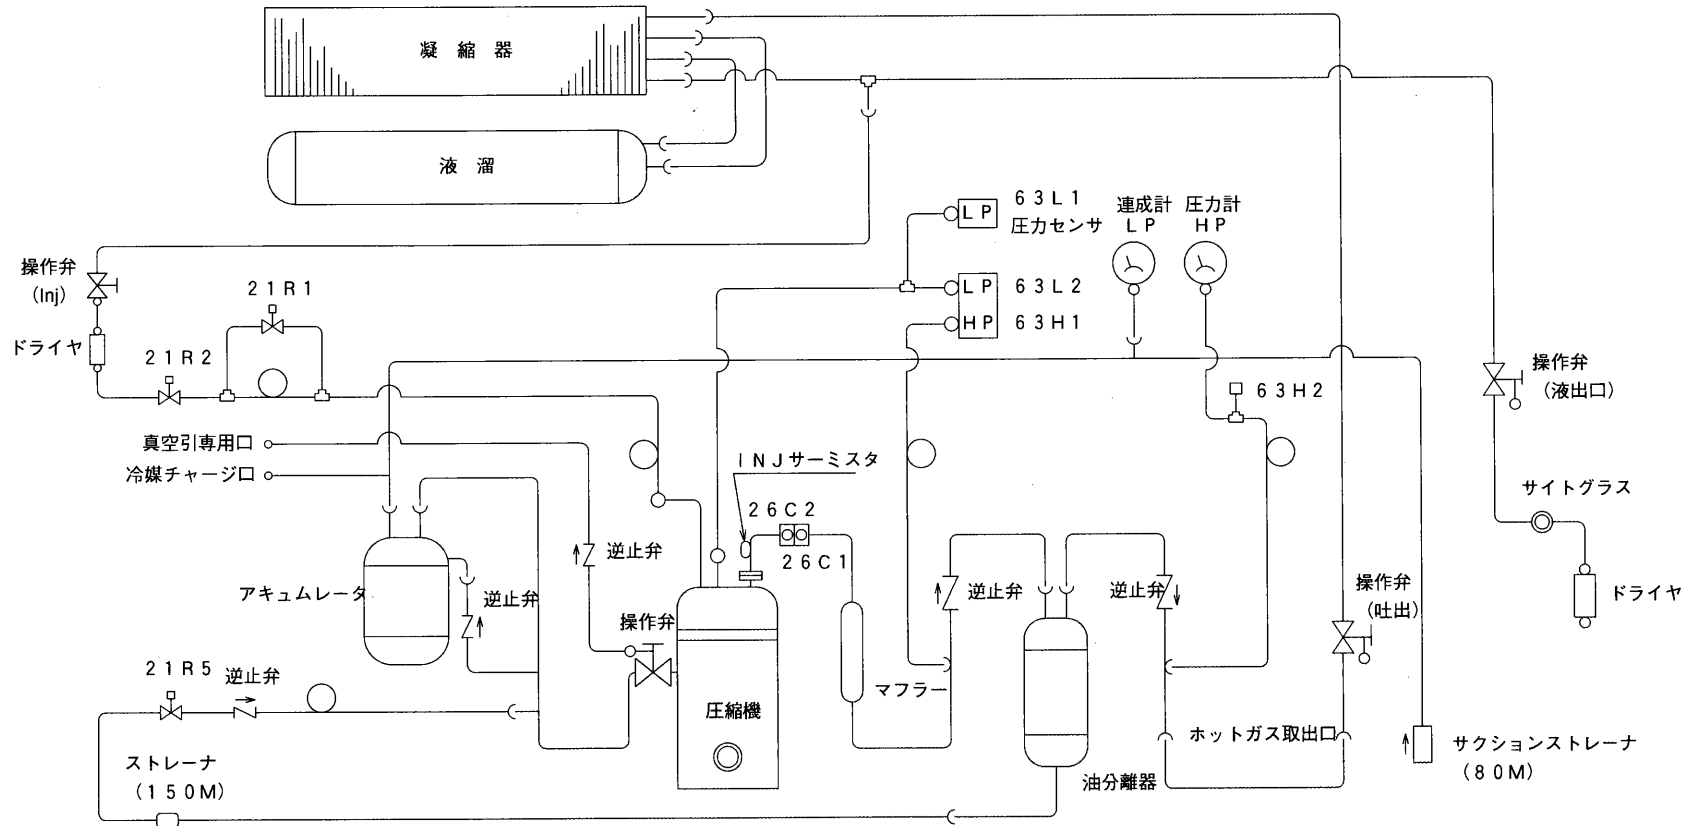 凝縮器
液溜
63L1
圧力センサ
LP
連成計
LP
圧力計
HP
操作弁
(Inj)
21R1
LP
63L2
HP
63H1
ドライヤ
21R2
操作弁
(液出口)
63H2
真空引専用口
冷媒チャージ口
INJサーミスタ
サイトグラス
26C2
逆止弁
26C1
アキュムレータ
逆止弁
逆止弁
逆止弁
操作弁
(吐出)
ドライヤ
操作弁
21R5
逆止弁
マフラー
圧縮機
ホットガス取出口
サクションストレーナ
(80M)
ストレーナ
(150M)
油分離器